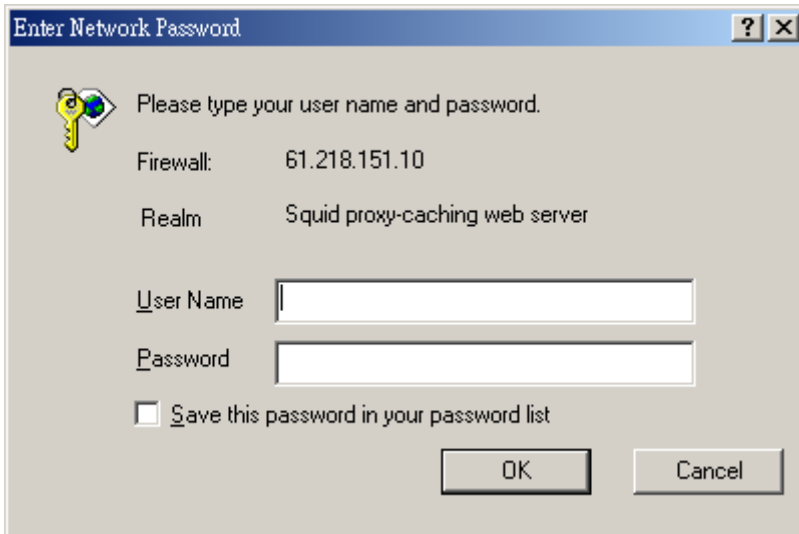 Enter Network Password
Please type your user name and password.
Firewall: 61.218.151.10
Realm Squid proxy-caching web server
User Name
Password
Save this password in your password list
OK Cancel